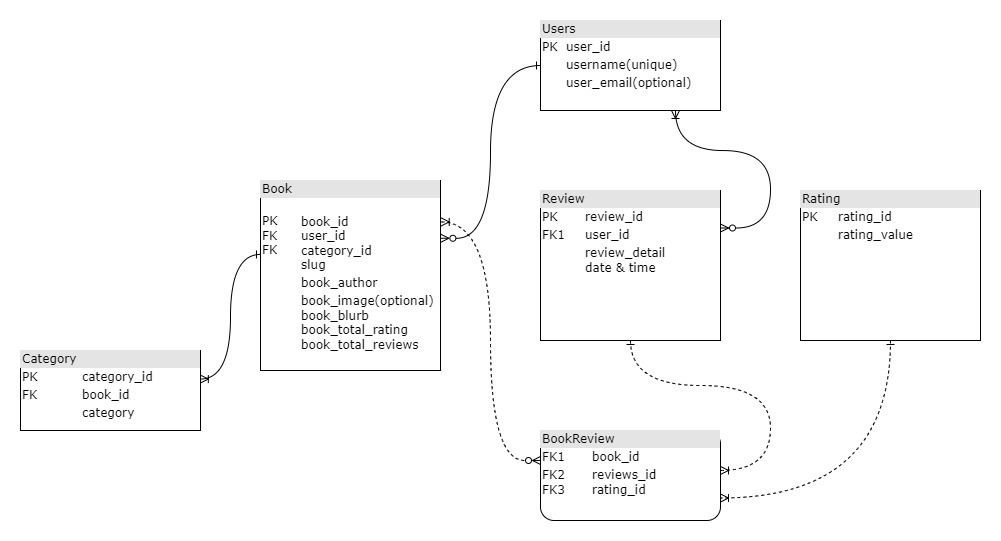 Users
PK user_id
username(unique)
user_email(optional)
Book
PK book_id
FK user_id
FK category_id
slug
book_author
book_image(optional)
book_blurb
book_total_rating
book_total_reviews
Review
PK review_id
FK1 user_id
review_detail
date & time
Rating
PK rating_id
rating_value
Category
PK category_id
FK book_id
category
BookReview
FK1 book_id
FK2 reviews_id
FK3 rating_id